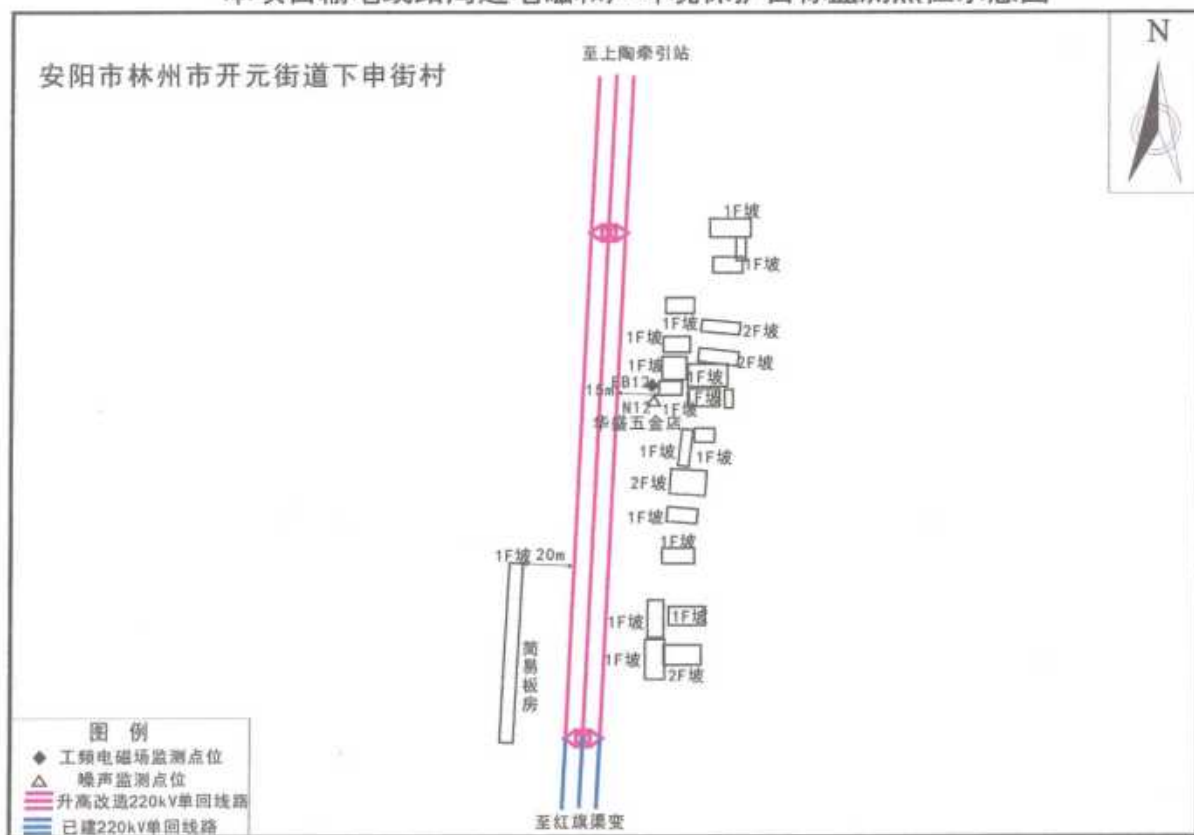 至上陶牵引站
N
安阳市林州市开元街道下申街村
1F坡
1F坡
1F坡
2F坡
1F坡
2F坡
1F坡
1F坡
EB12
15m
1F坡
N12
1F坡
华盛五金店
1F坡
1F坡
2F坡
1F坡
1F坡
1F坡 20m
1F坡
1F坡
1F坡
2F坡
简易板房
图 例
工频电磁场监测点位
噪声监测点位
升高改造220kV单回线路
已建220kV单回线路
至红旗渠变